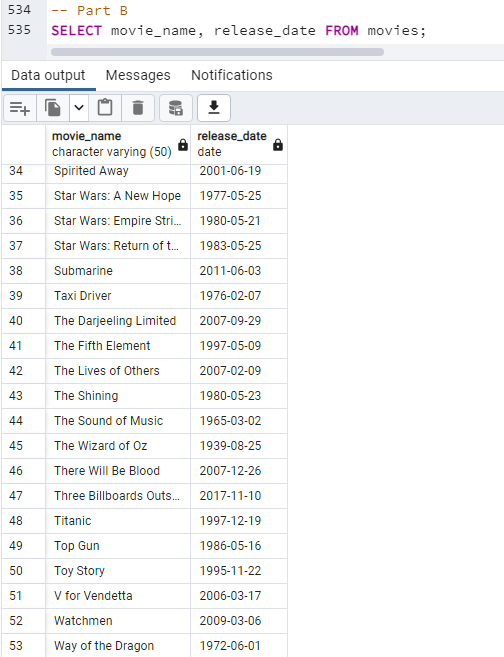 534 -- Part B
535 SELECT movie_name, release_date FROM movies;
Data output Messages Notifications
movie_name release_date
character varying (50) date
34 Spirited Away 2001-06-19
35 Star Wars: A New Hope 1977-05-25
36 Star Wars: Empire Stri... 1980-05-21
37 Star Wars: Return of t... 1983-05-25
38 Submarine 2011-06-03
39 Taxi Driver 1976-02-07
40 The Darjeeling Limited 2007-09-29
41 The Fifth Element 1997-05-09
42 The Lives of Others 2007-02-09
43 The Shining 1980-05-23
44 The Sound of Music 1965-03-02
45 The Wizard of Oz 1939-08-25
46 There Will Be Blood 2007-12-26
47 Three Billboards Outs... 2017-11-10
48 Titanic 1997-12-19
49 Top Gun 1986-05-16
50 Toy Story 1995-11-22
51 V for Vendetta 2006-03-17
52 Watchmen 2009-03-06
53 Way of the Dragon 1972-06-01